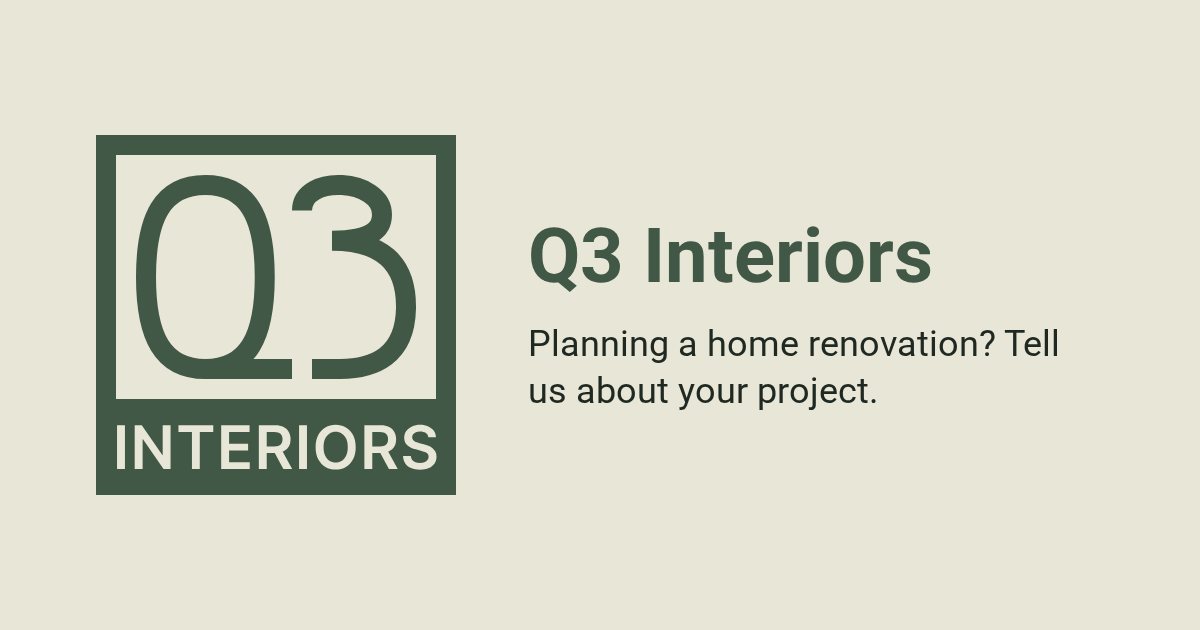 Q3
INTERIORS
Q3 Interiors
Planning a home renovation? Tell
us about your project.